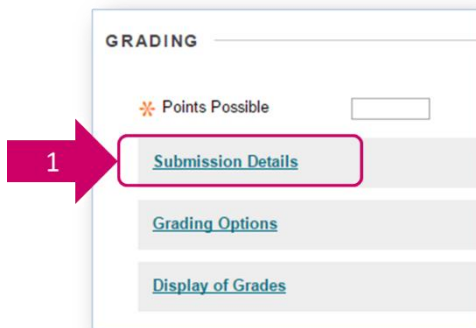 GRADING
Points Possible
1
Submission Details
Grading Options
Display of Grades